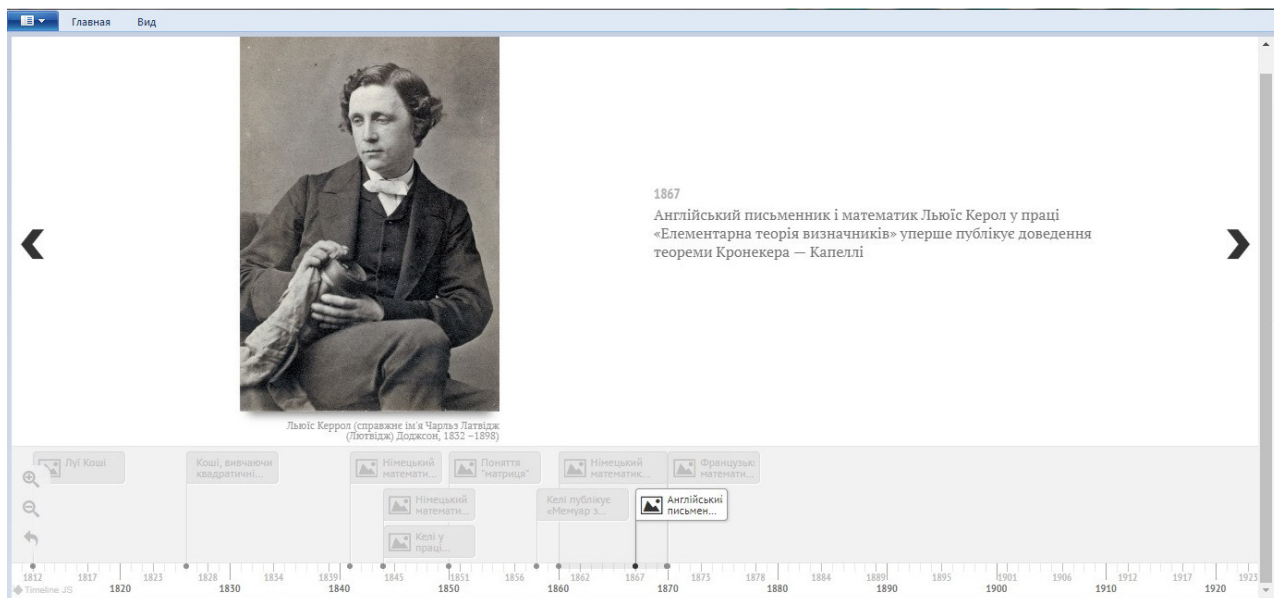 Главная Вид
1867
Англійський письменник і математик Льюїс Керол у праці
«Елементарна теорія визначників» уперше публікує доведення
теореми Кронекера — Капеллі
Льюїс Керрол (справжнє ім'я Чарльз Латвідж
(Лютвідж) Доджсон, 1832 –1898)
Луї Коші
Коші, вивчаючи
квадратичні...
Німецький
математи...
Поняття
"матриця"
Німецький
математик...
Французьк
математи...
Німецький
математи...
Келі публікує
«Мемуар з...
Англійськи
письмен...
Келі у
праці...
1812 1817 1823 1828 1834 1839 1845 1851 1856 1862 1867 1873 1878 1884 1889 1895 1901 1906 1912 1917 1923
Timeline JS 1820 1830 1840 1850 1860 1870 1880 1890 1900 1910 1920